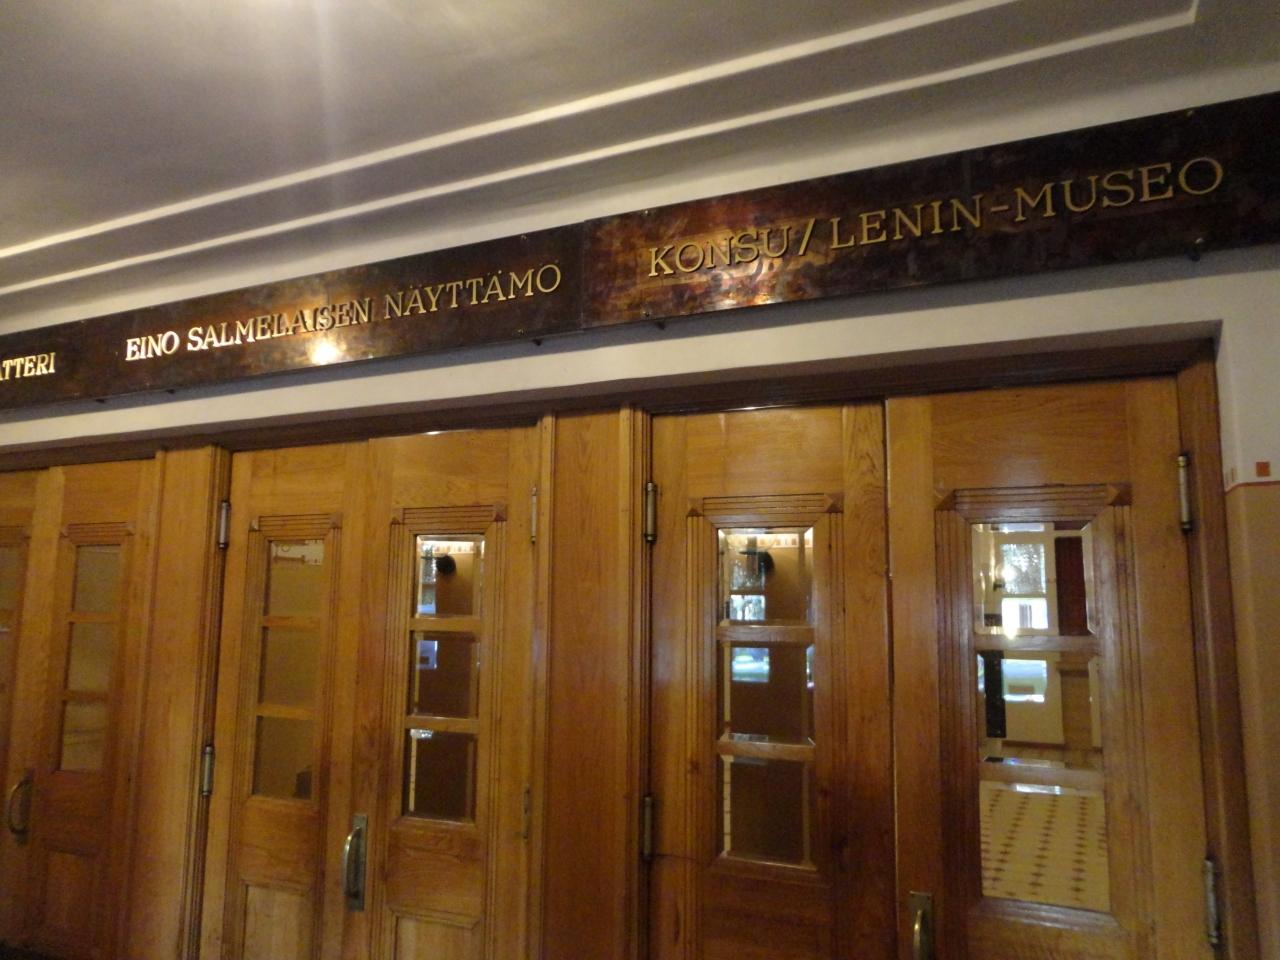 ATTERI
EINO SALMELAISEN NÄYTTÄMÖ
KONSU/LENIN-MUSEO